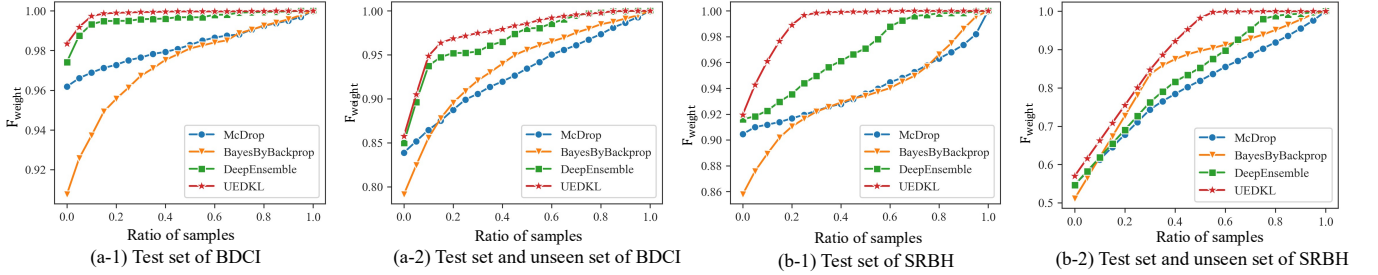 1.00
0.98
0.96
0.94
0.92
F_weight
0.0 0.2 0.4 0.6 0.8 1.0
Ratio of samples
McDrop
BayesByBackprop
DeepEnsemble
UEDKL
(a-1) Test set of BDCI
1.00
0.95
0.90
0.85
0.80
F_weight
0.0 0.2 0.4 0.6 0.8 1.0
Ratio of samples
McDrop
BayesByBackprop
DeepEnsemble
UEDKL
(a-2) Test set and unseen set of BDCI
1.00
0.98
0.96
0.94
0.92
0.90
0.88
0.86
F_weight
0.0 0.2 0.4 0.6 0.8 1.0
Ratio of samples
McDrop
BayesByBackprop
DeepEnsemble
UEDKL
(b-1) Test set of SRBH
1.0
0.9
0.8
0.7
0.6
0.5
F_weight
0.0 0.2 0.4 0.6 0.8 1.0
Ratio of samples
McDrop
BayesByBackprop
DeepEnsemble
UEDKL
(b-2) Test set and unseen set of SRBH